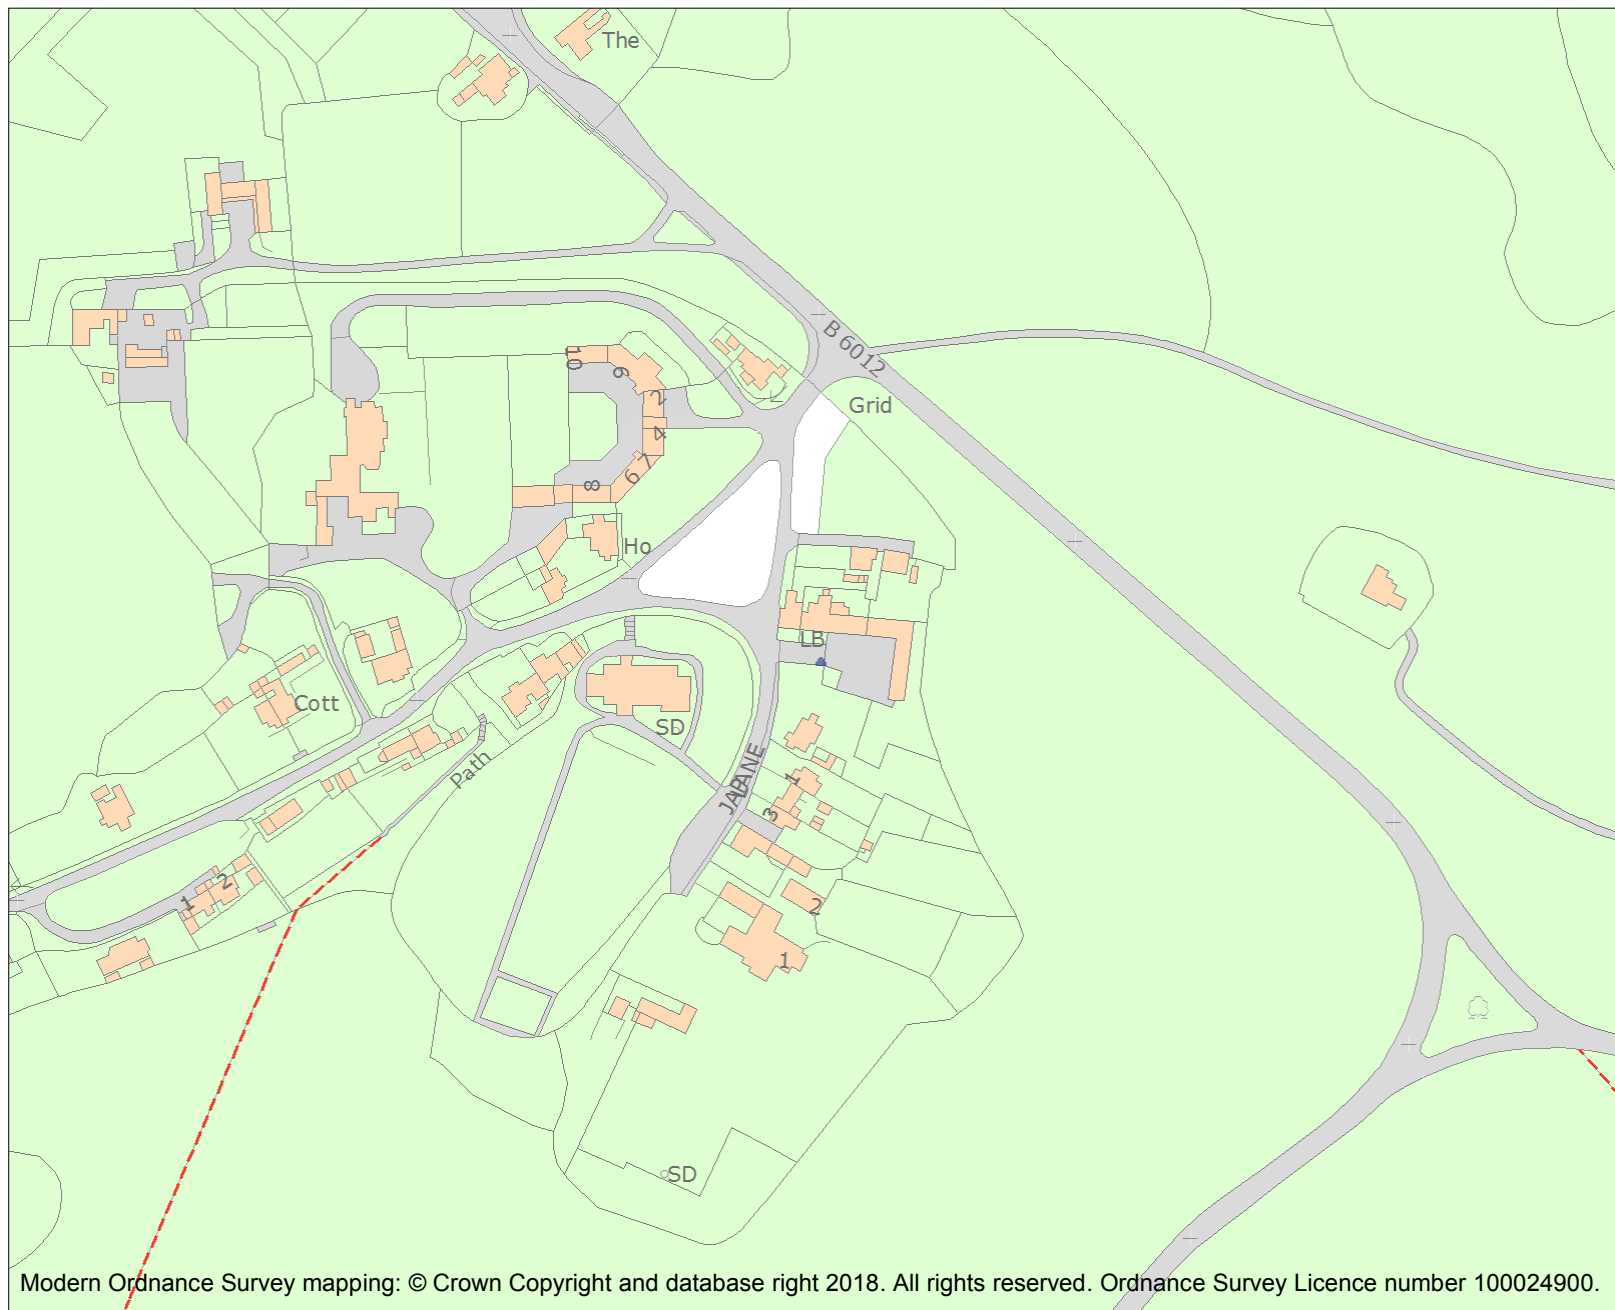 The
B 6012
Grid
10
9
2
4
7
6
8
Ho
LB
Cott
SD
Path
JAP LANE
1
3
2
1
2
1
SD
Modern Ordnance Survey mapping: © Crown Copyright and database right 2018. All rights reserved. Ordnance Survey Licence number 100024900.